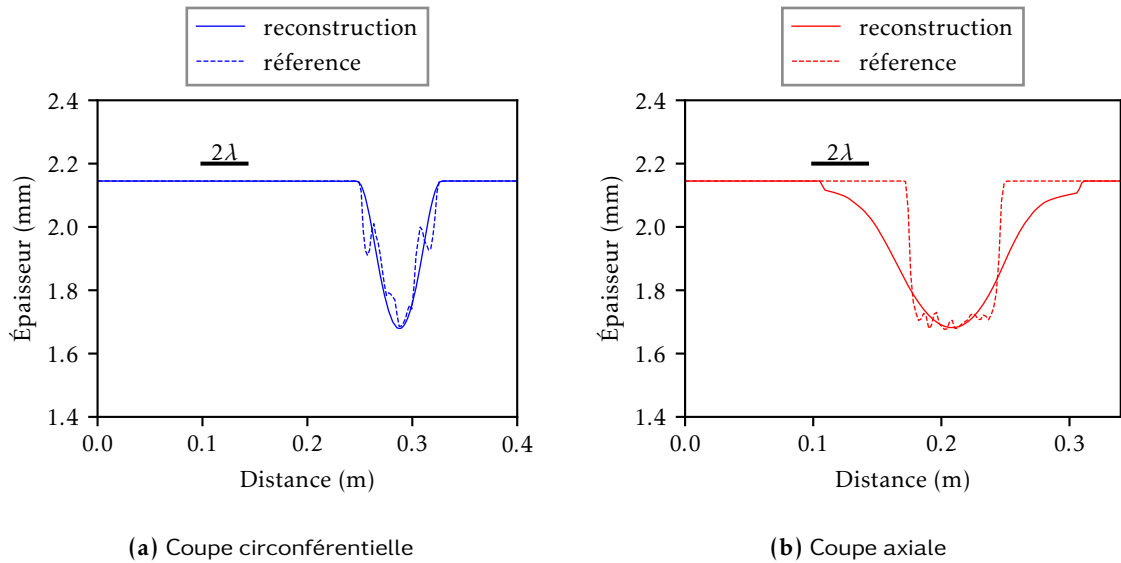 reconstruction
réference
2.4
2.2
2.0
1.8
1.6
1.4
Épaisseur (mm)
2λ
0.0 0.1 0.2 0.3 0.4
Distance (m)
(a) Coupe circonférentielle
reconstruction
réference
2.4
2.2
2.0
1.8
1.6
1.4
Épaisseur (mm)
2λ
0.0 0.1 0.2 0.3
Distance (m)
(b) Coupe axiale